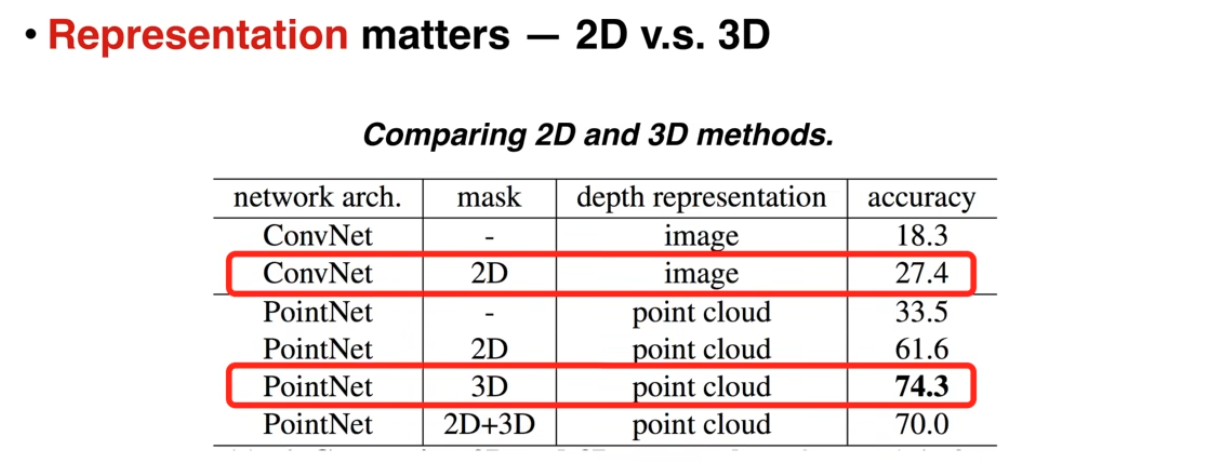 • Representation matters — 2D v.s. 3D
Comparing 2D and 3D methods.
network arch. mask depth representation accuracy
ConvNet - image 18.3
ConvNet 2D image 27.4
PointNet - point cloud 33.5
PointNet 2D point cloud 61.6
PointNet 3D point cloud 74.3
PointNet 2D+3D point cloud 70.0